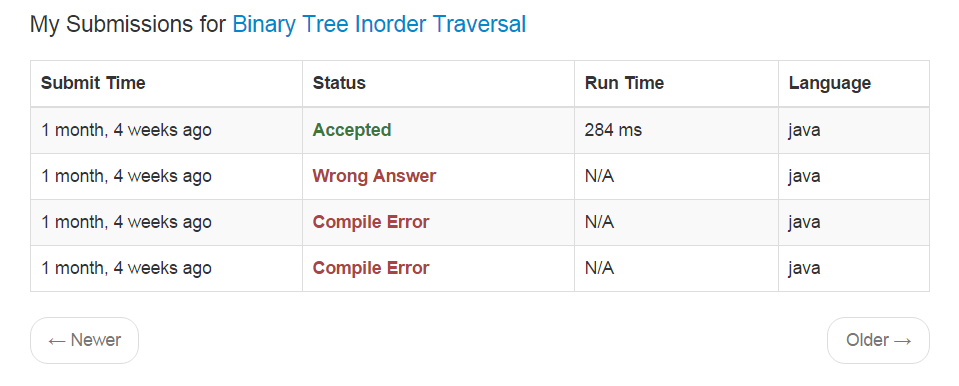 My Submissions for Binary Tree Inorder Traversal
Submit Time Status Run Time Language
1 month, 4 weeks ago Accepted 284 ms java
1 month, 4 weeks ago Wrong Answer N/A java
1 month, 4 weeks ago Compile Error N/A java
1 month, 4 weeks ago Compile Error N/A java
← Newer Older →